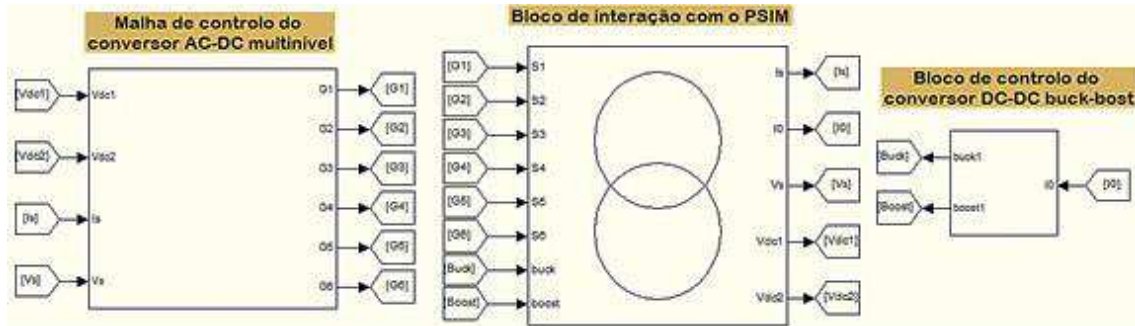 Malha de controlo do
conversor AC-DC multinível
[Vdc1]
Vdc1
[Vdc2]
Vdc2
[Is]
Is
[Vs]
Vs
G1
[G1]
G2
[G2]
G3
[G3]
G4
[G4]
G5
[G5]
G6
[G6]
Bloco de interação com o PSIM
[G1]
S1
[G2]
S2
[G3]
S3
[G4]
S4
[G5]
S5
[G6]
S6
[Buck]
buck
[Boost]
boost
Is
[Is]
I0
[I0]
Vs
[Vs]
Vdc1
[Vdc1]
Vdc2
[Vdc2]
Bloco de controlo do
conversor DC-DC buck-bost
[Buck]
buck1
[Boost]
boost1
I0
[I0]